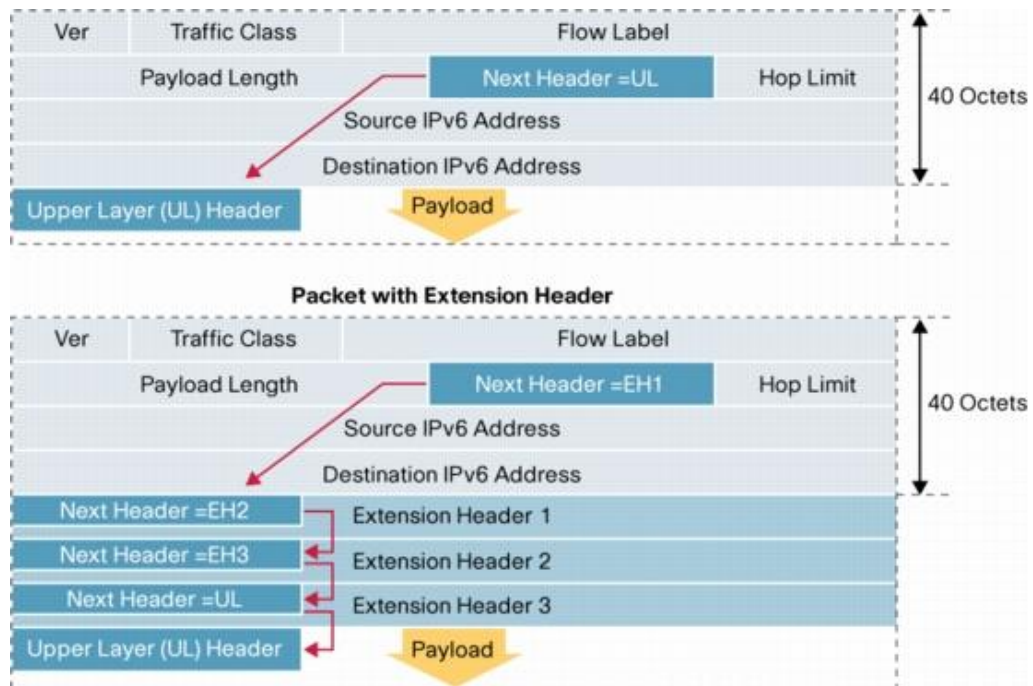 Ver Traffic Class Flow Label
Payload Length Next Header =UL Hop Limit
40 Octets
Source IPv6 Address
Destination IPv6 Address
Upper Layer (UL) Header Payload
Packet with Extension Header
Ver Traffic Class Flow Label
Payload Length Next Header =EH1 Hop Limit
40 Octets
Source IPv6 Address
Destination IPv6 Address
Next Header =EH2 Extension Header 1
Next Header =EH3 Extension Header 2
Next Header =UL Extension Header 3
Upper Layer (UL) Header Payload